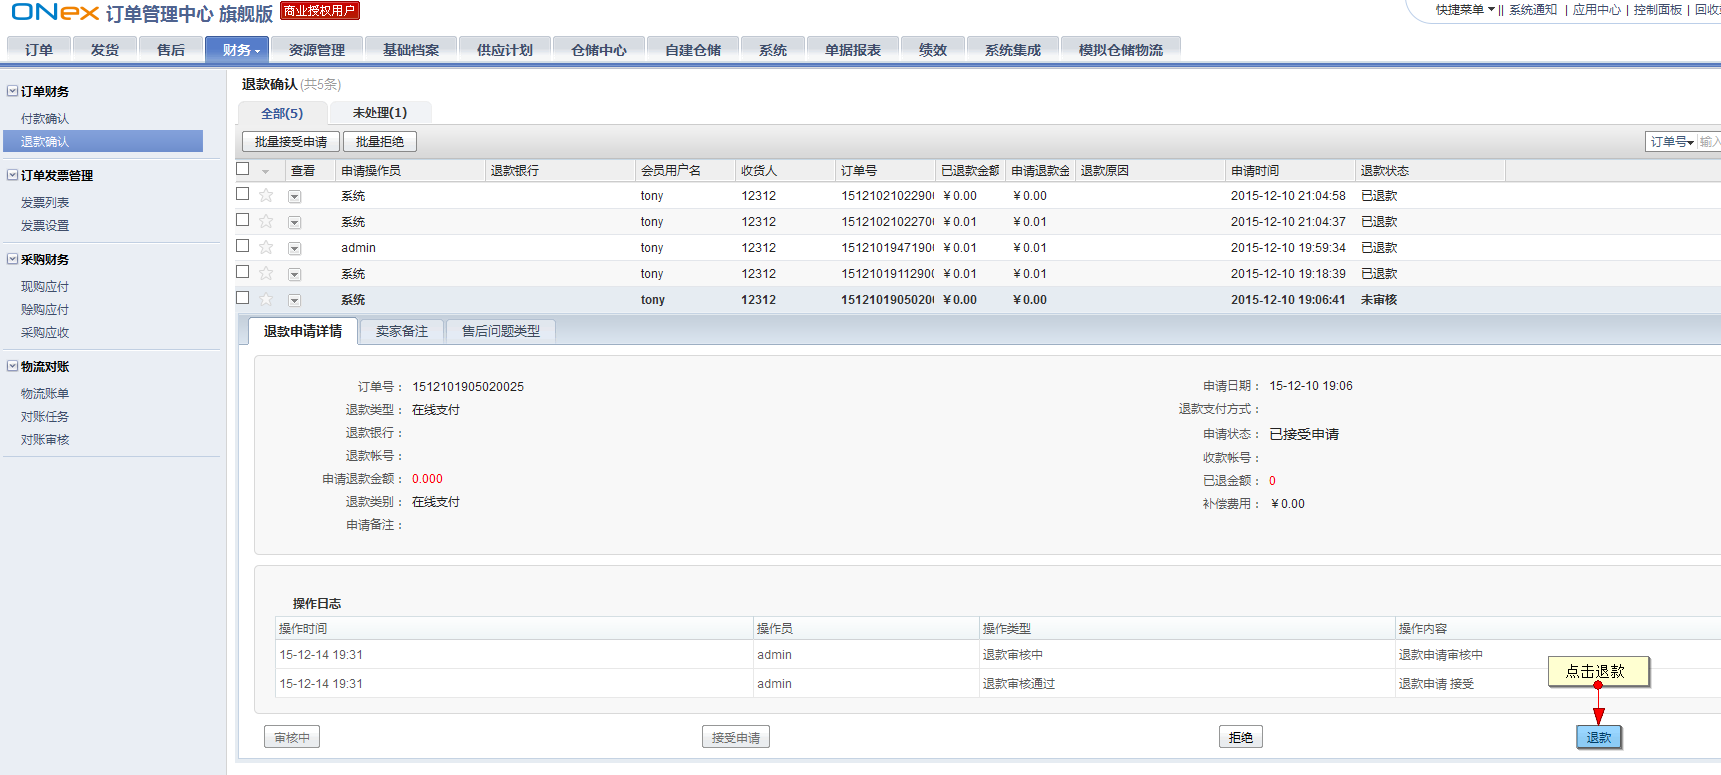 ONex 订单管理中心 旗舰版 商业授权用户
快捷菜单 || 系统通知 | 应用中心 | 控制面板 |
订单 发货 售后 财务 资源管理 基础档案 供应计划 仓储中心 自建仓储 系统 单据报表 绩效 系统集成 模拟仓储物流
订单财务
付款确认
退款确认
订单发票管理
发票列表
发票设置
采购财务
现购应付
赊购应付
采购应收
物流对账
物流账单
对账任务
对账审核
退款确认 (共5条)
全部(5) 未处理(1)
批量接受申请 批量拒绝 订单号 输入
查看 申请操作员 退款银行 会员用户名 收货人 订单号 已退款金额 申请退款金 退款原因 申请时间 退款状态
系统 tony 12312 1512102102290 ￥0.00 ￥0.00 2015-12-10 21:04:58 已退款
系统 tony 12312 1512102102270 ￥0.01 ￥0.01 2015-12-10 21:04:37 已退款
admin tony 12312 1512101947190 ￥0.01 ￥0.01 2015-12-10 19:59:34 已退款
系统 tony 12312 1512101911290 ￥0.01 ￥0.01 2015-12-10 19:18:39 已退款
系统 tony 12312 1512101905020 ￥0.00 ￥0.00 2015-12-10 19:06:41 未审核
退款申请详情 卖家备注 售后问题类型
订单号： 1512101905020025 申请日期： 15-12-10 19:06
退款类型： 在线支付 退款支付方式：
退款银行： 申请状态： 已接受申请
退款帐号： 收款帐号：
申请退款金额： 0.000 已退金额： 0
退款类别： 在线支付 补偿费用： ￥0.00
申请备注：
操作日志
操作时间 操作员 操作类型 操作内容
15-12-14 19:31 admin 退款审核中 退款申请审核中
15-12-14 19:31 admin 退款审核通过 退款申请 接受
点击退款
审核中 接受申请 拒绝 退款